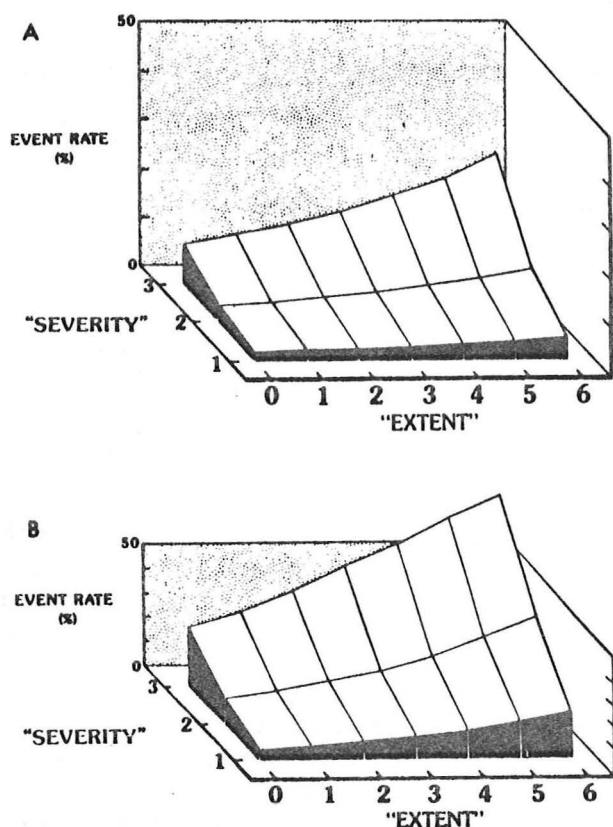 A
50
EVENT RATE
(%)
0
3
"SEVERITY"
2
1
0 1 2 3 4 5 6
"EXTENT"
B
50
EVENT RATE
(%)
0
3
2
"SEVERITY"
1
0 1 2 3 4 5 6
"EXTENT"